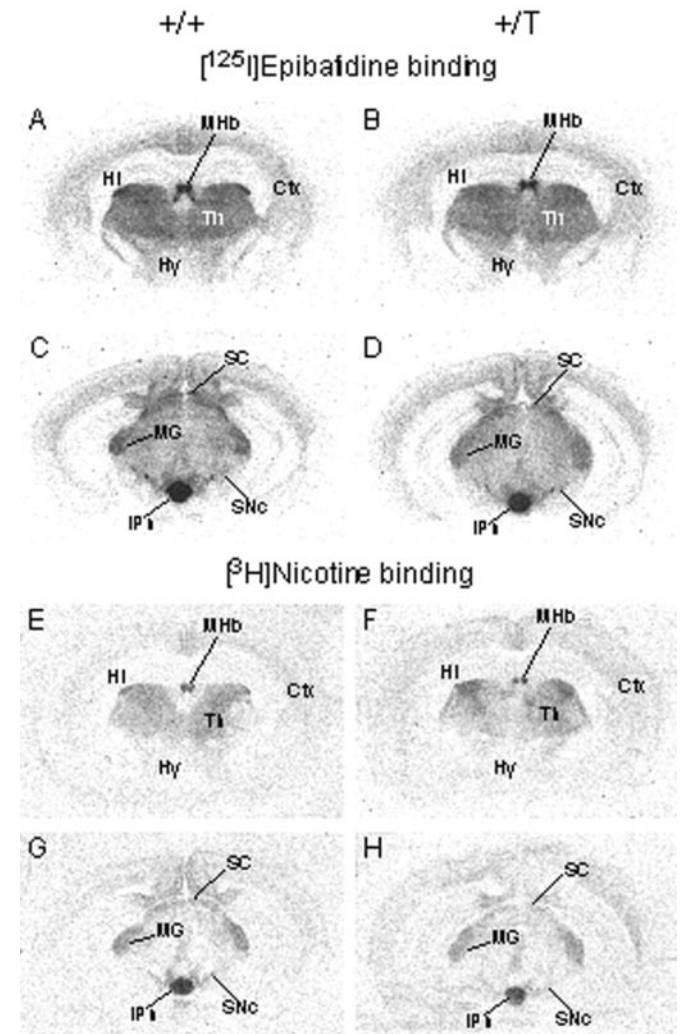 +/+ +/T
[¹²⁵I]Epibatidine binding
A MHb B MHb
HI Ctx HI Ctx
Th Th
Hy Hy
C SC D SC
MG MG
SNc SNc
IPn IPn
[³H]Nicotine binding
E MHb F MHb
HI Ctx HI Ctx
Th Th
Hy Hy
G SC H SC
MG MG
IPn SNc IPn SNc